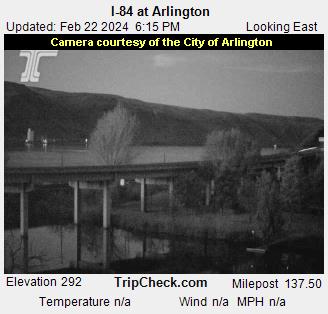 I-84 at Arlington
Updated: Feb 22 2024 6:15 PM Looking East
Camera courtesy of the City of Arlington
Elevation 292 TripCheck.com Milepost 137.50
Temperature n/a Wind n/a MPH n/a